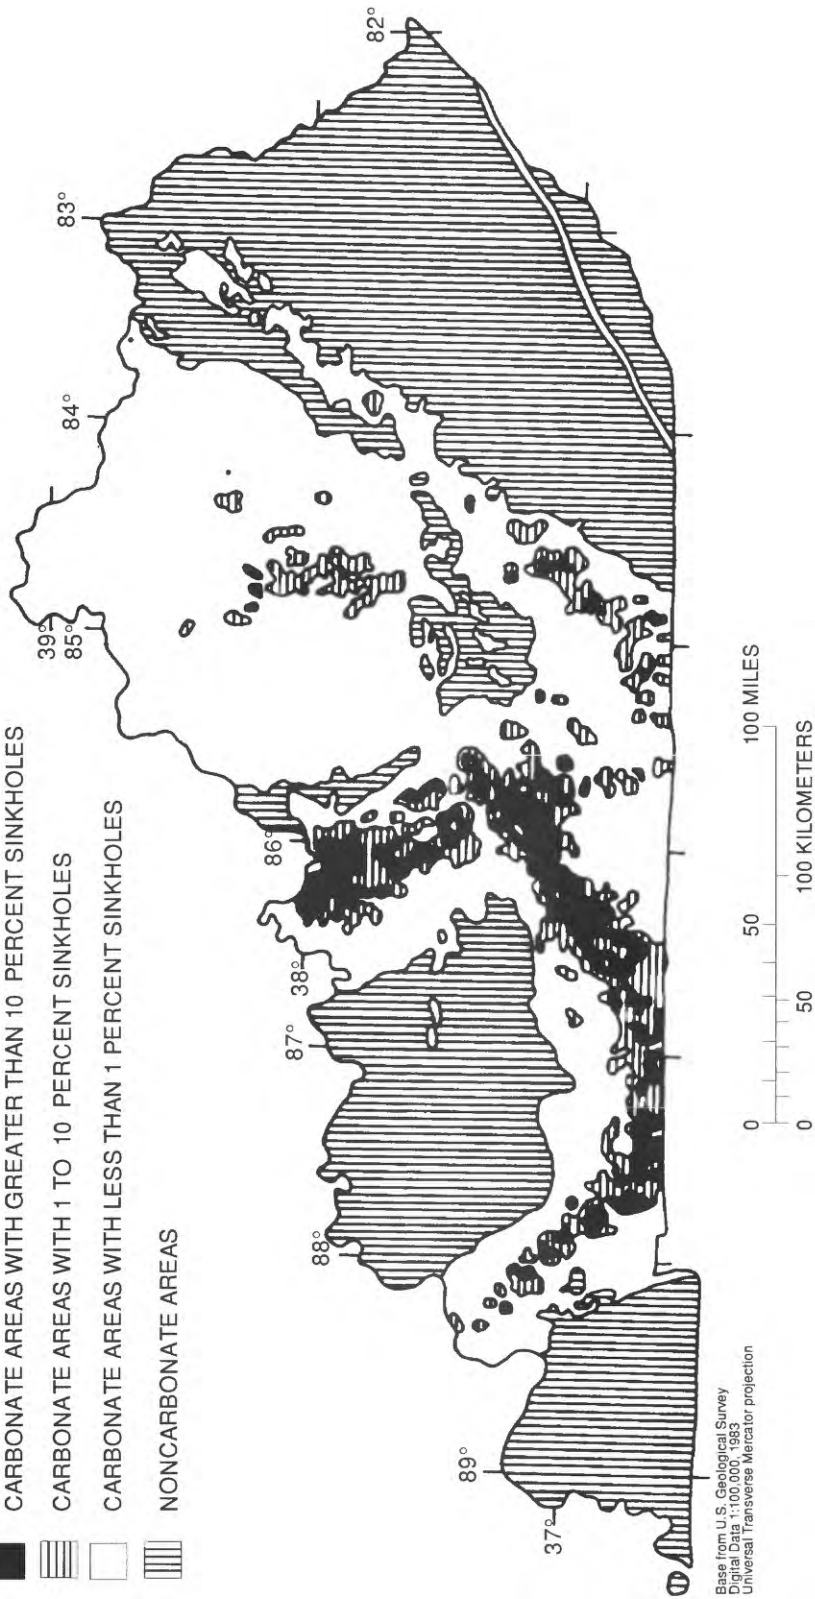 CARBONATE AREAS WITH GREATER THAN 10 PERCENT SINKHOLES
CARBONATE AREAS WITH 1 TO 10 PERCENT SINKHOLES
CARBONATE AREAS WITH LESS THAN 1 PERCENT SINKHOLES
NONCARBONATE AREAS
39°
85°
84°
83°
82°
86°
38°
87°
88°
89°
37°
0 50 100 MILES
0 50 100 KILOMETERS
Base from U.S. Geological Survey
Digital Data 1:100,000, 1983
Universal Transverse Mercator projection